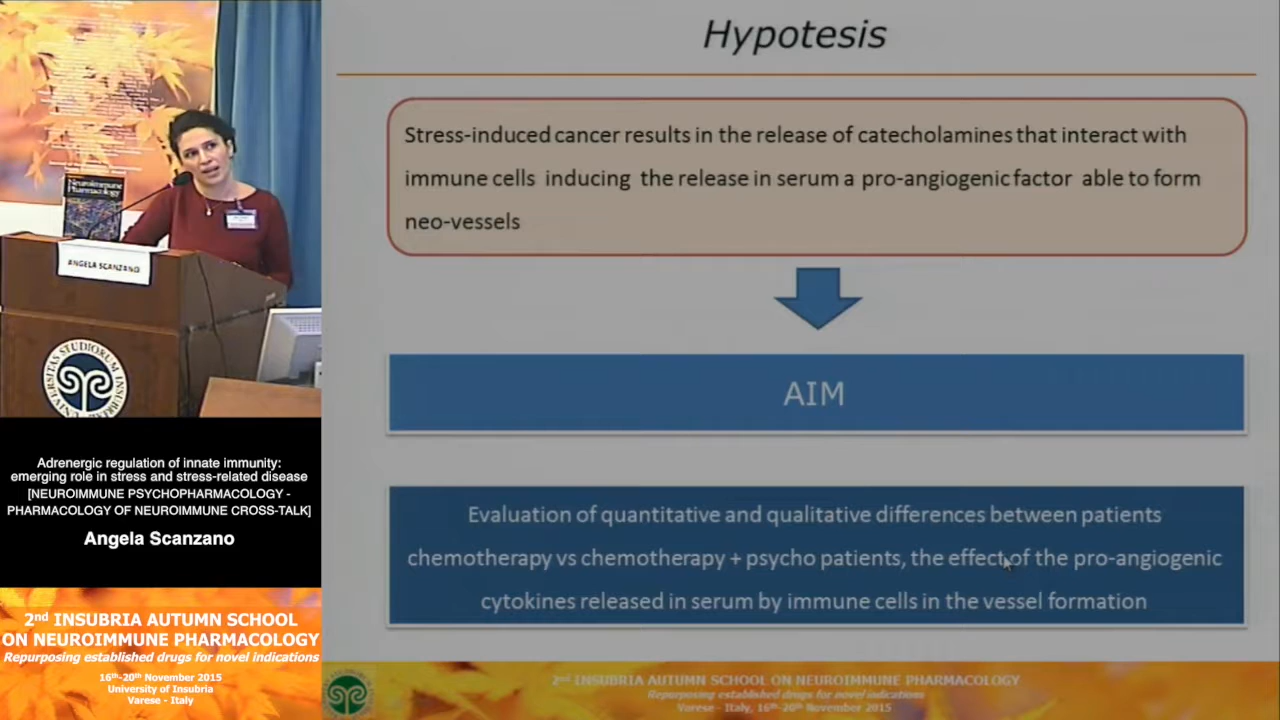 Hypotesis
Stress-induced cancer results in the release of catecholamines that interact with
immune cells inducing the release in serum a pro-angiogenic factor able to form
neo-vessels
AIM
Evaluation of quantitative and qualitative differences between patients
chemotherapy vs chemotherapy + psycho patients, the effect of the pro-angiogenic
cytokines released in serum by immune cells in the vessel formation
2nd INSUBRIA AUTUMN SCHOOL ON NEUROIMMUNE PHARMACOLOGY
Repurposing established drugs for novel indications
Varese - Italy, 16th-20th November 2015
Neuroimmune
Pharmacology
ANGELA SCANZANO
Adrenergic regulation of innate immunity:
emerging role in stress and stress-related disease
[NEUROIMMUNE PSYCHOPHARMACOLOGY -
PHARMACOLOGY OF NEUROIMMUNE CROSS-TALK]
Angela Scanzano
2nd INSUBRIA AUTUMN SCHOOL
ON NEUROIMMUNE PHARMACOLOGY
Repurposing established drugs for novel indications
16th-20th November 2015
University of Insubria
Varese - Italy